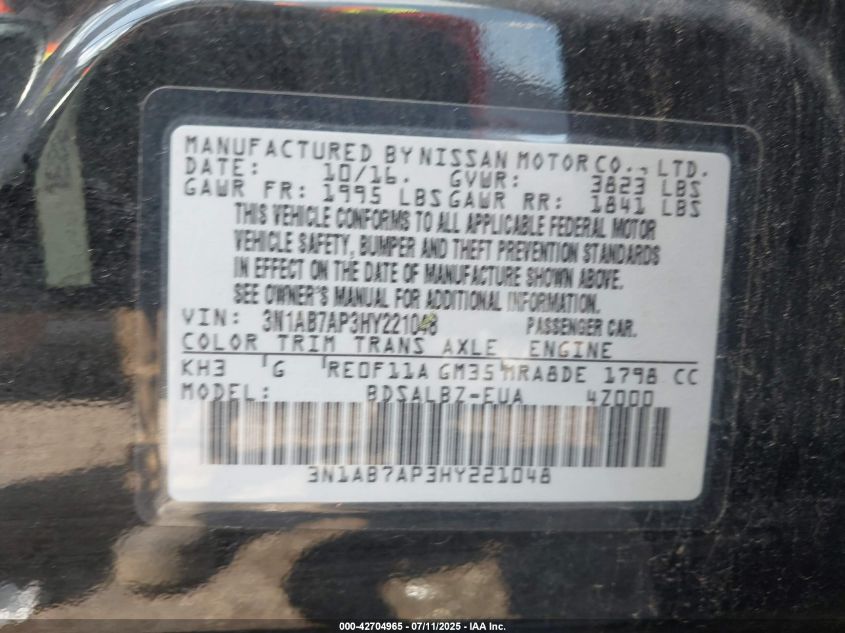 MANUFACTURED BY NISSAN MOTOR CO., LTD.
DATE: 10/16. GVWR: 3823 LBS
GAWR FR: 1995 LBS GAWR RR: 1841 LBS
THIS VEHICLE CONFORMS TO ALL APPLICABLE FEDERAL MOTOR
VEHICLE SAFETY, BUMPER AND THEFT PREVENTION STANDARDS
IN EFFECT ON THE DATE OF MANUFACTURE SHOWN ABOVE.
SEE OWNER'S MANUAL FOR ADDITIONAL INFORMATION.
VIN: 3N1AB7AP3HY221048 PASSENGER CAR.
COLOR TRIM TRANS AXLE ENGINE
KH3 G RE0F11A GM35 MRA8DE 1798 CC
MODEL: BDSALBZ-EUA 4Z000
3N1AB7AP3HY221048
000-42704965 - 07/11/2025 - IAA Inc.